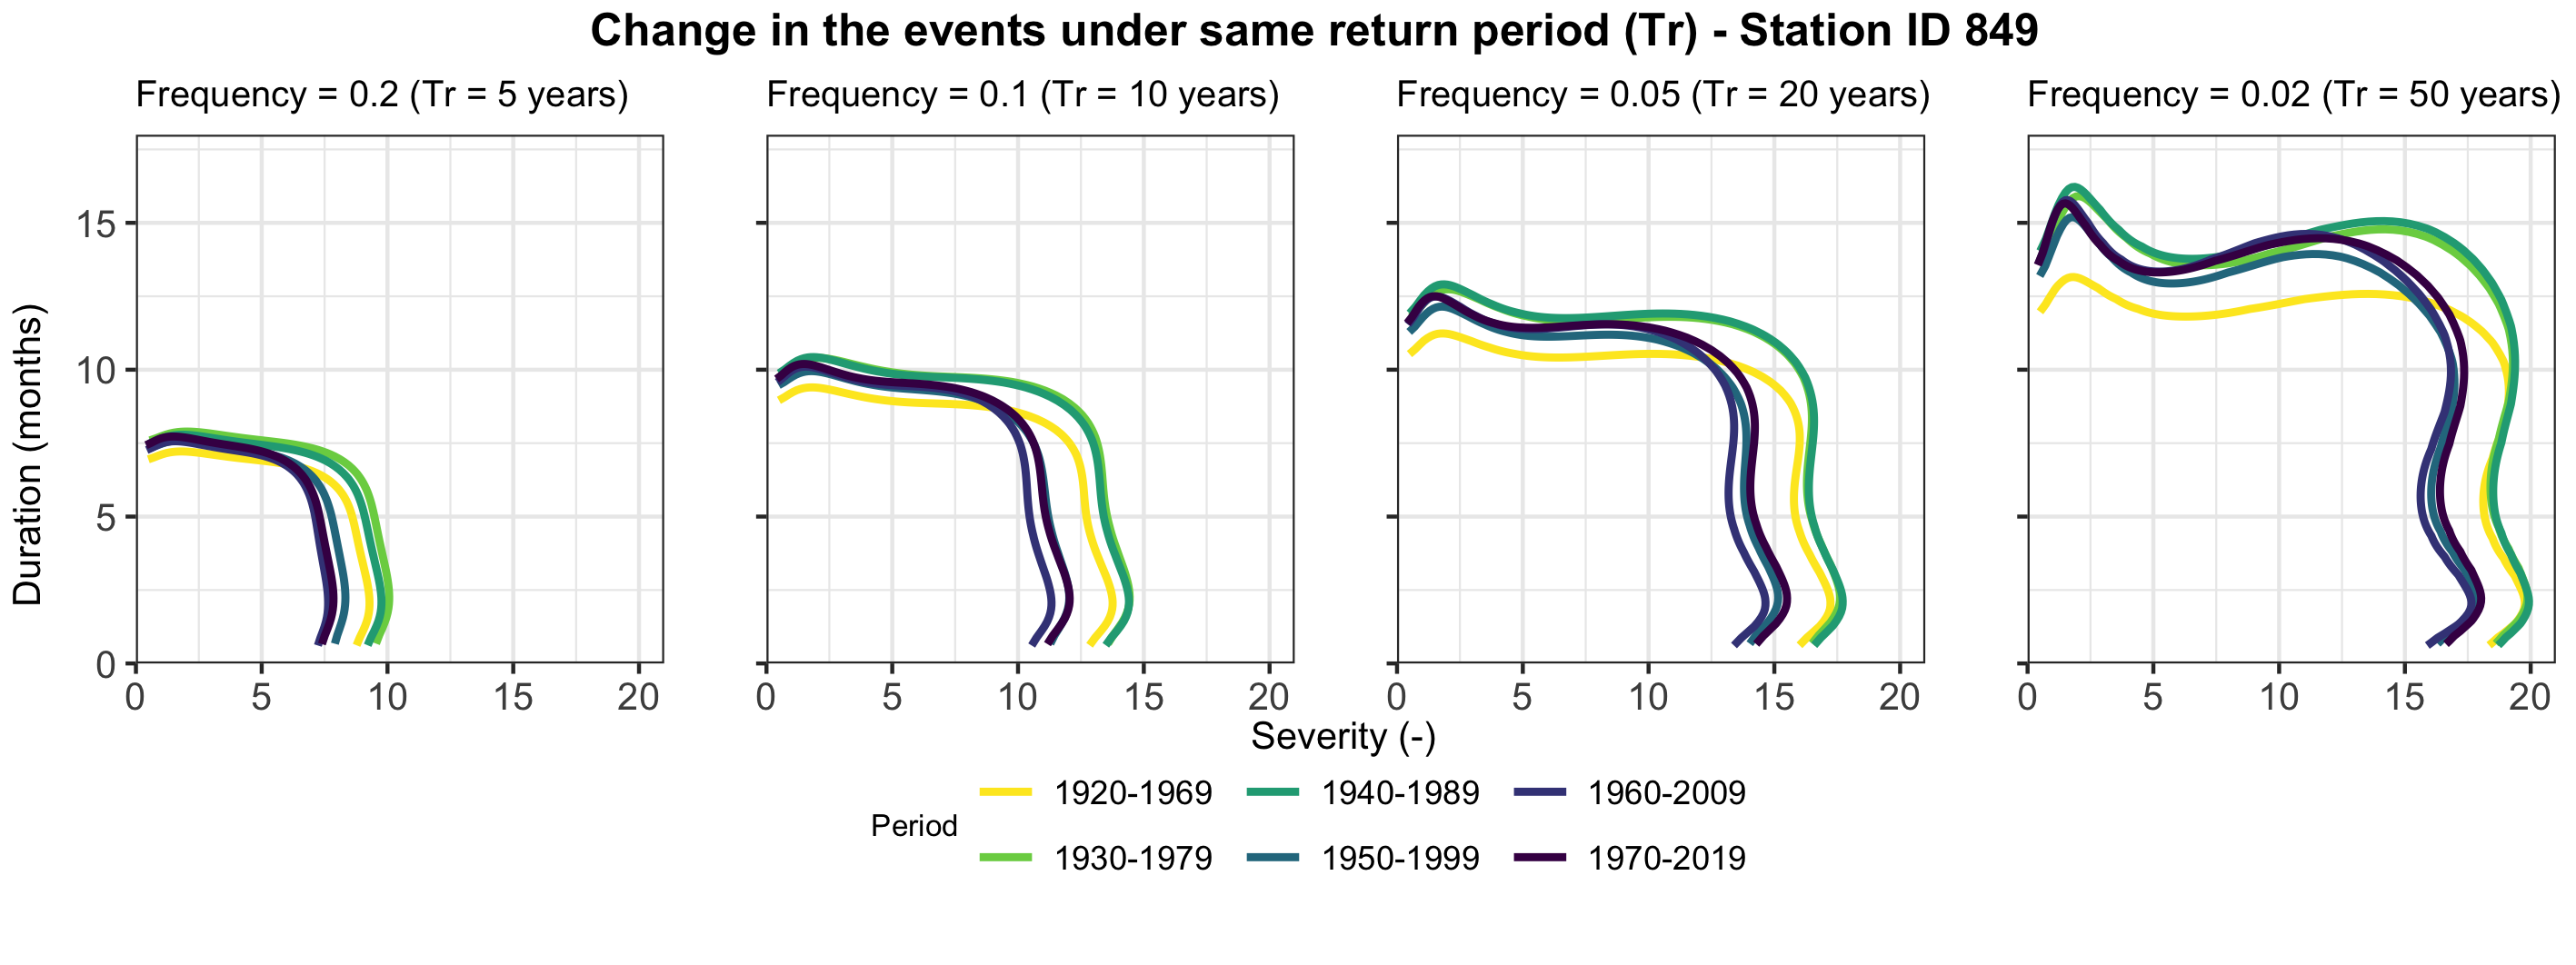 Change in the events under same return period (Tr) - Station ID 849
Frequency = 0.2 (Tr = 5 years) Frequency = 0.1 (Tr = 10 years) Frequency = 0.05 (Tr = 20 years) Frequency = 0.02 (Tr = 50 years)
Duration (months)
15
10
5
0
0 5 10 15 20 0 5 10 15 20 0 5 10 15 20 0 5 10 15 20
Severity (-)
Period
1920-1969 1940-1989 1960-2009
1930-1979 1950-1999 1970-2019